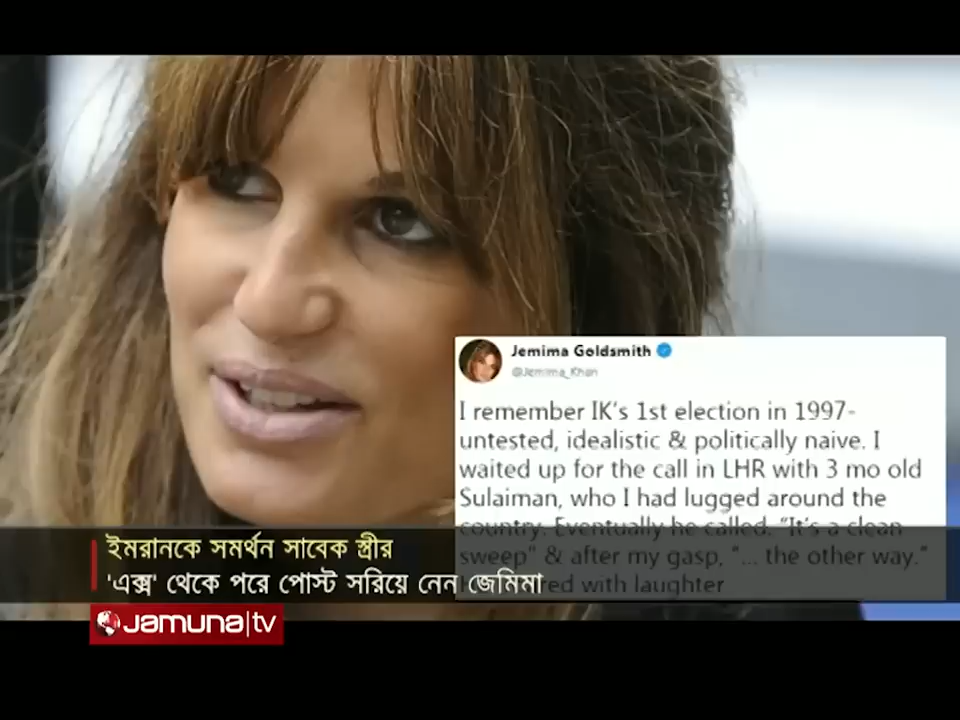 Jemima Goldsmith
@Jemima_Khan
I remember IK's 1st election in 1997-
untested, idealistic & politically naive. I
waited up for the call in LHR with 3 mo old
Sulaiman, who I had lugged around the
country. Eventually he called. "It's a clean
sweep" & after my gasp, "... the other way."
with laughter
ইমরানকে সমর্থন সাবেক স্ত্রীর
'এক্স' থেকে পরে পোস্ট সরিয়ে নেন জেমিমা
Jamuna|tv